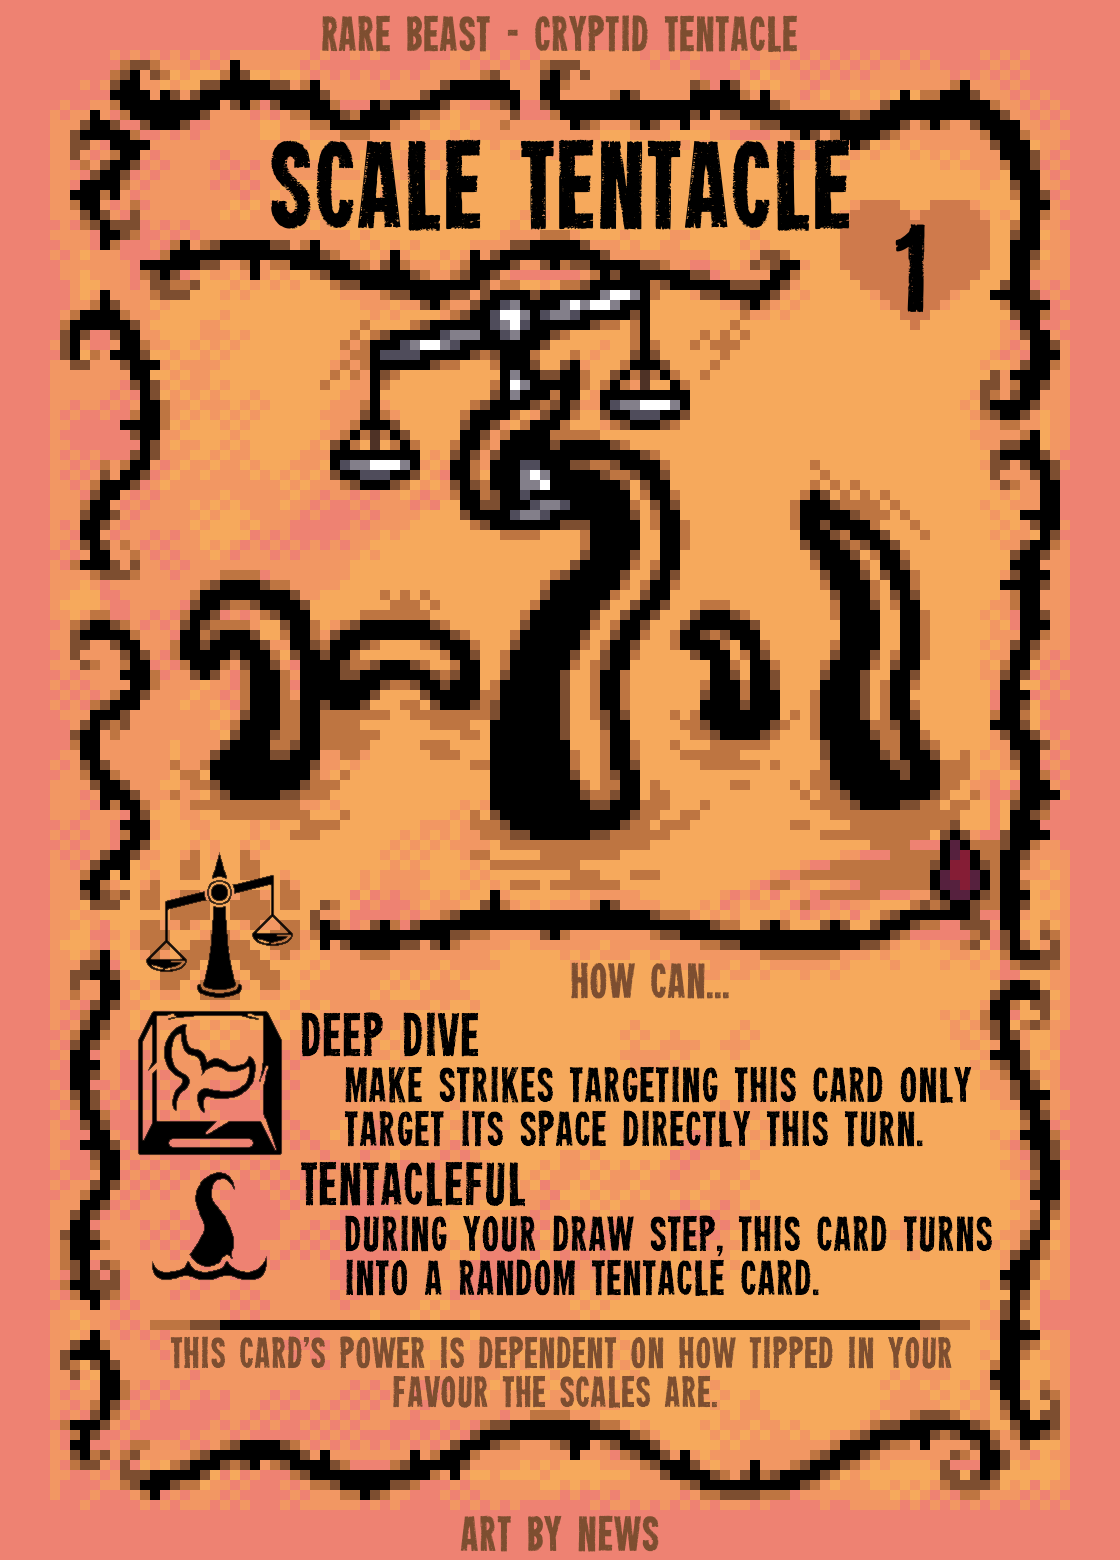 RARE BEAST - CRYPTID TENTACLE
SCALE TENTACLE
1
HOW CAN...
DEEP DIVE
MAKE STRIKES TARGETING THIS CARD ONLY
TARGET ITS SPACE DIRECTLY THIS TURN.
TENTACLEFUL
DURING YOUR DRAW STEP, THIS CARD TURNS
INTO A RANDOM TENTACLE CARD.
THIS CARD'S POWER IS DEPENDENT ON HOW TIPPED IN YOUR
FAVOUR THE SCALES ARE.
ART BY NEWS